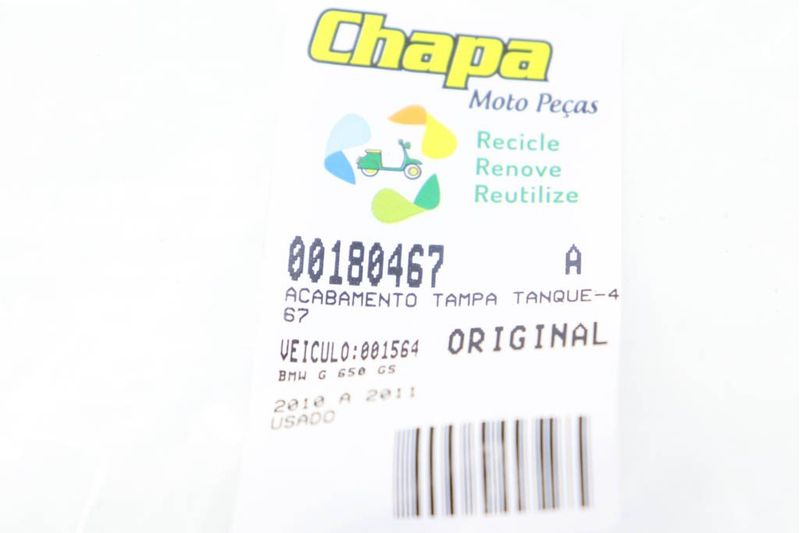 Chapa
Moto Peças
Recicle
Renove
Reutilize
00180467 A
ACABAMENTO TAMPA TANQUE-4
67
VEICULO:001564 ORIGINAL
BMW G 650 GS
2010 A 2011
USADO